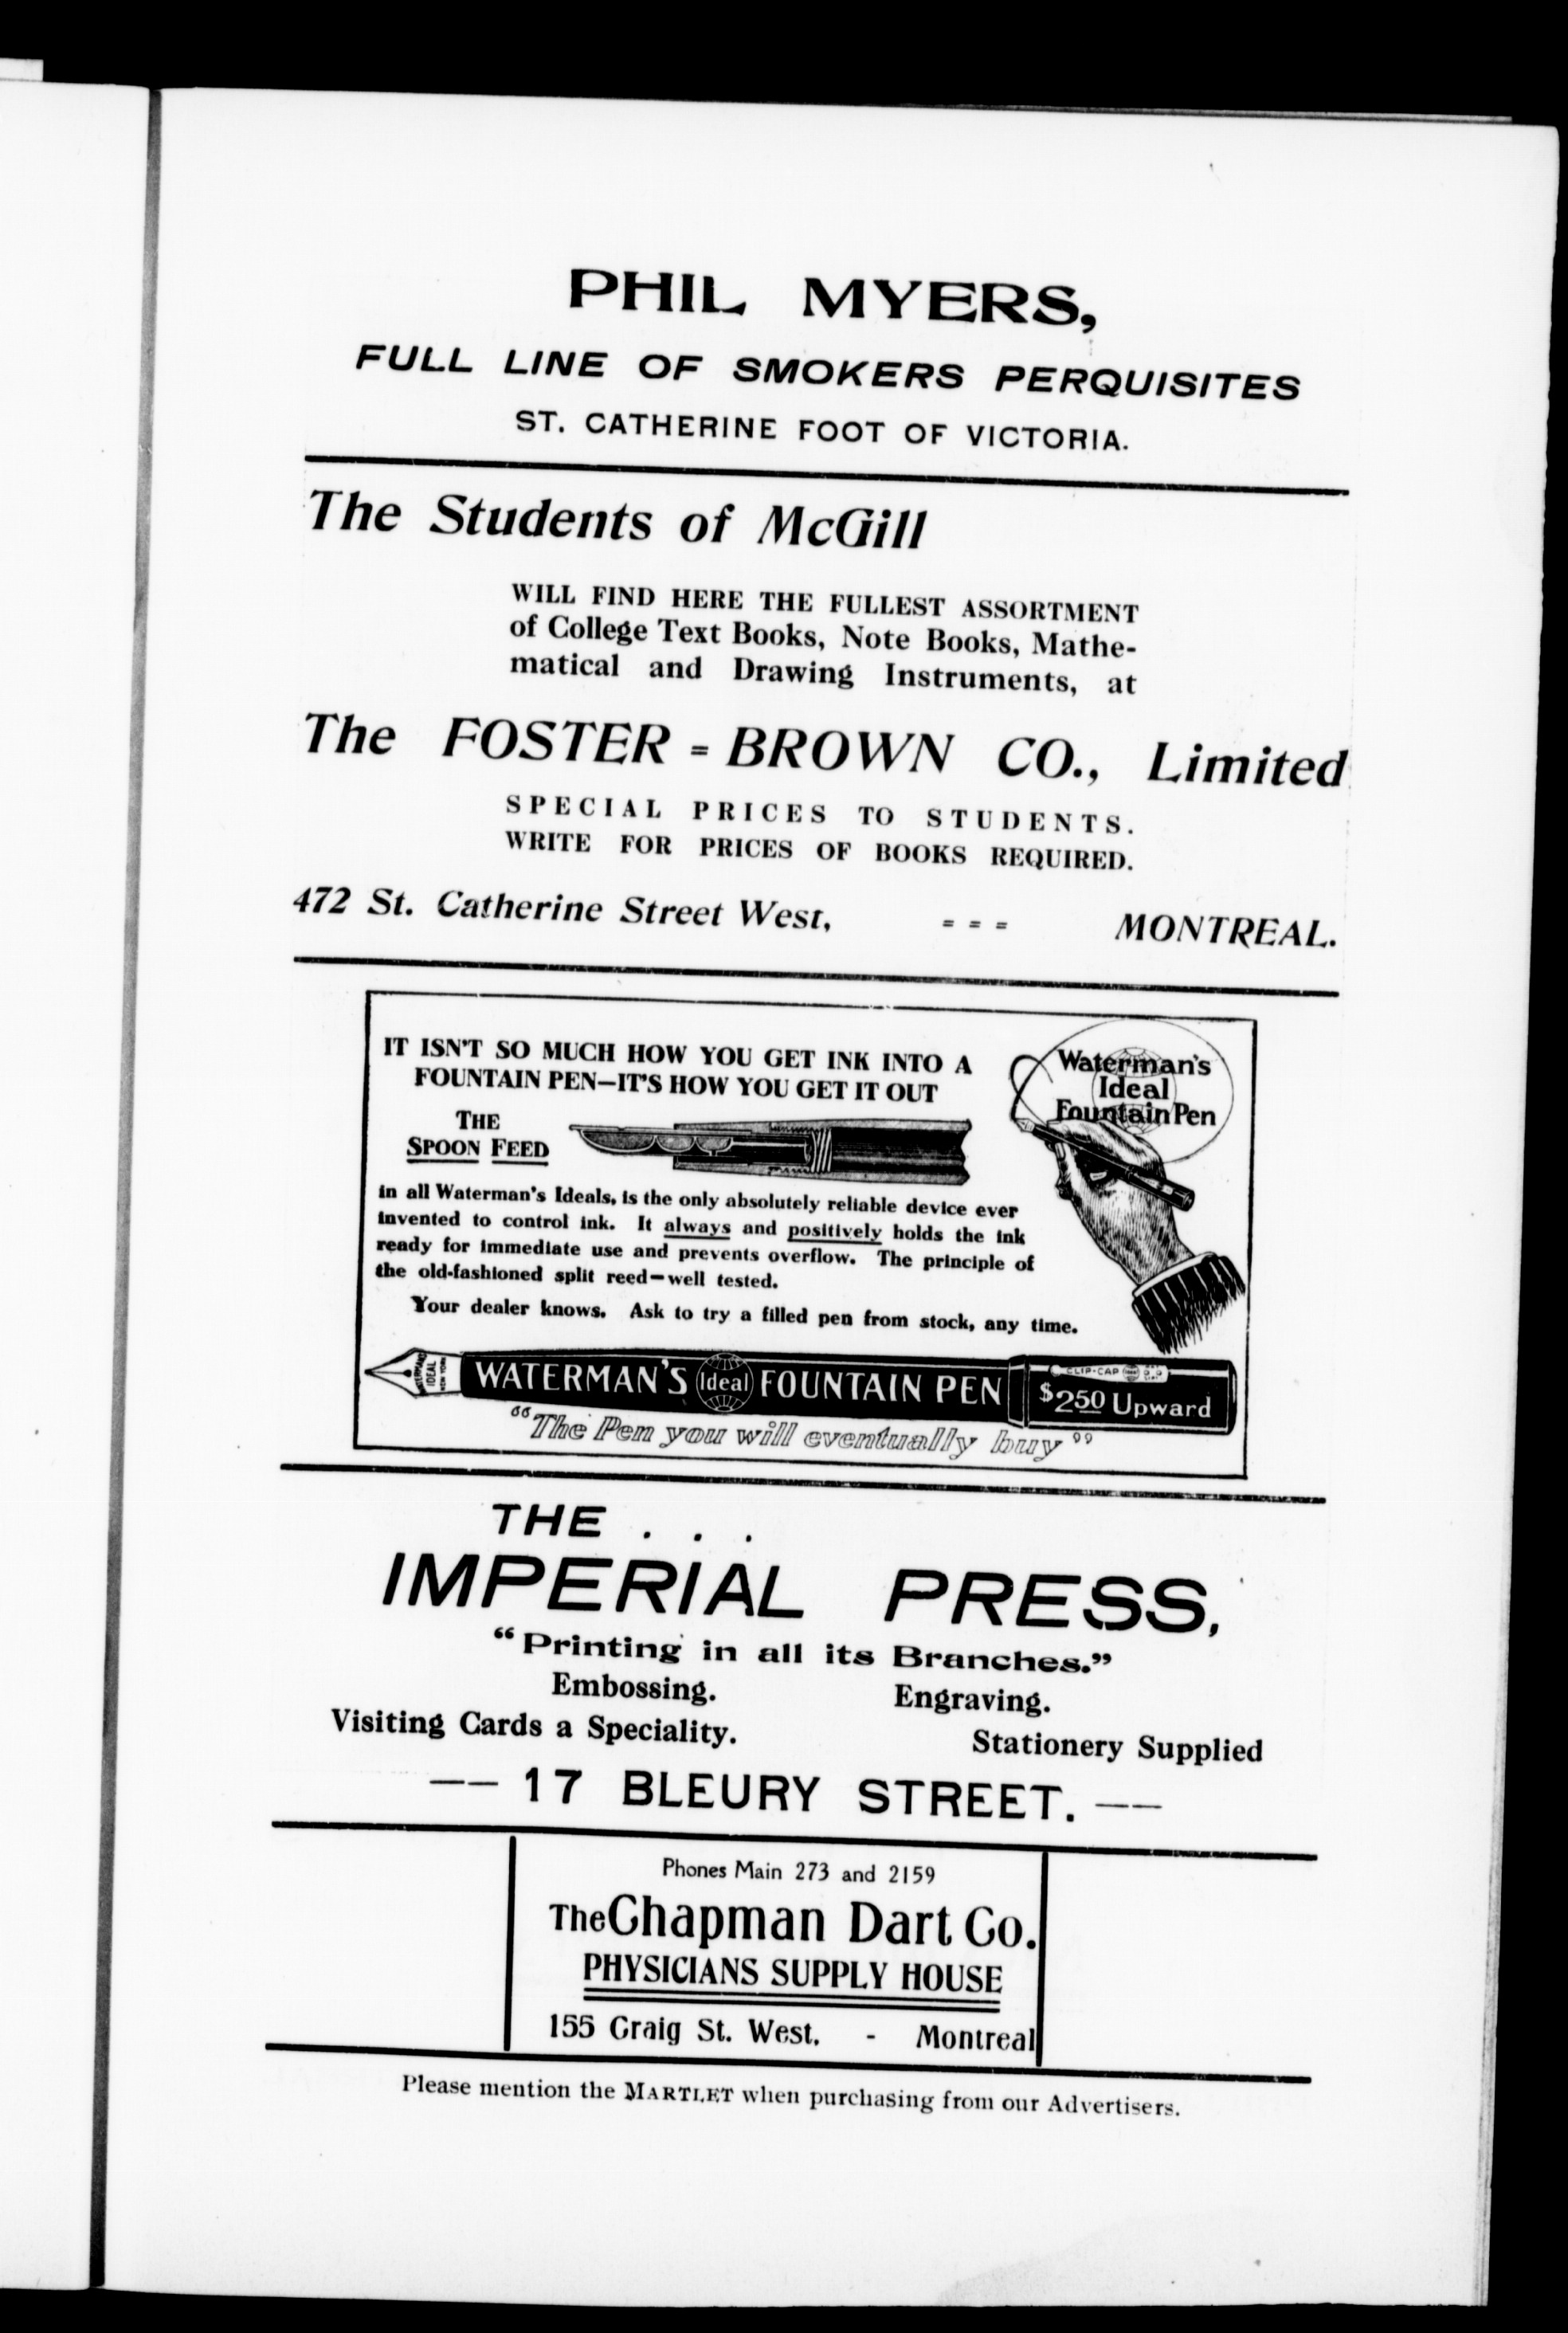 PHIL MYERS,
FULL LINE OF SMOKERS PERQUISITES
ST. CATHERINE FOOT OF VICTORIA.
The Students of McGill
WILL FIND HERE THE FULLEST ASSORTMENT
of College Text Books, Note Books, Mathe-
matical and Drawing Instruments, at
The FOSTER = BROWN CO., Limited
SPECIAL PRICES TO STUDENTS.
WRITE FOR PRICES OF BOOKS REQUIRED.
472 St. Catherine Street West, = = = MONTREAL.
IT ISN'T SO MUCH HOW YOU GET INK INTO A
FOUNTAIN PEN—IT'S HOW YOU GET IT OUT
Waterman's
Ideal
Fountain Pen
THE
SPOON FEED
in all Waterman's Ideals, is the only absolutely reliable device ever
invented to control ink. It always and positively holds the ink
ready for immediate use and prevents overflow. The principle of
the old-fashioned split reed—well tested.
Your dealer knows. Ask to try a filled pen from stock, any time.
WATERMAN'S IDEAL NEW YORK
WATERMAN'S Ideal FOUNTAIN PEN
CLIP-CAP
$2.50 Upward
"The Pen you will eventually buy"
THE . . .
IMPERIAL PRESS,
"Printing in all its Branches."
Embossing. Engraving.
Visiting Cards a Speciality. Stationery Supplied
—— 17 BLEURY STREET. ——
Phones Main 273 and 2159
The Chapman Dart Co.
PHYSICIANS SUPPLY HOUSE
155 Craig St. West. - Montreal
Please mention the MARTLET when purchasing from our Advertisers.